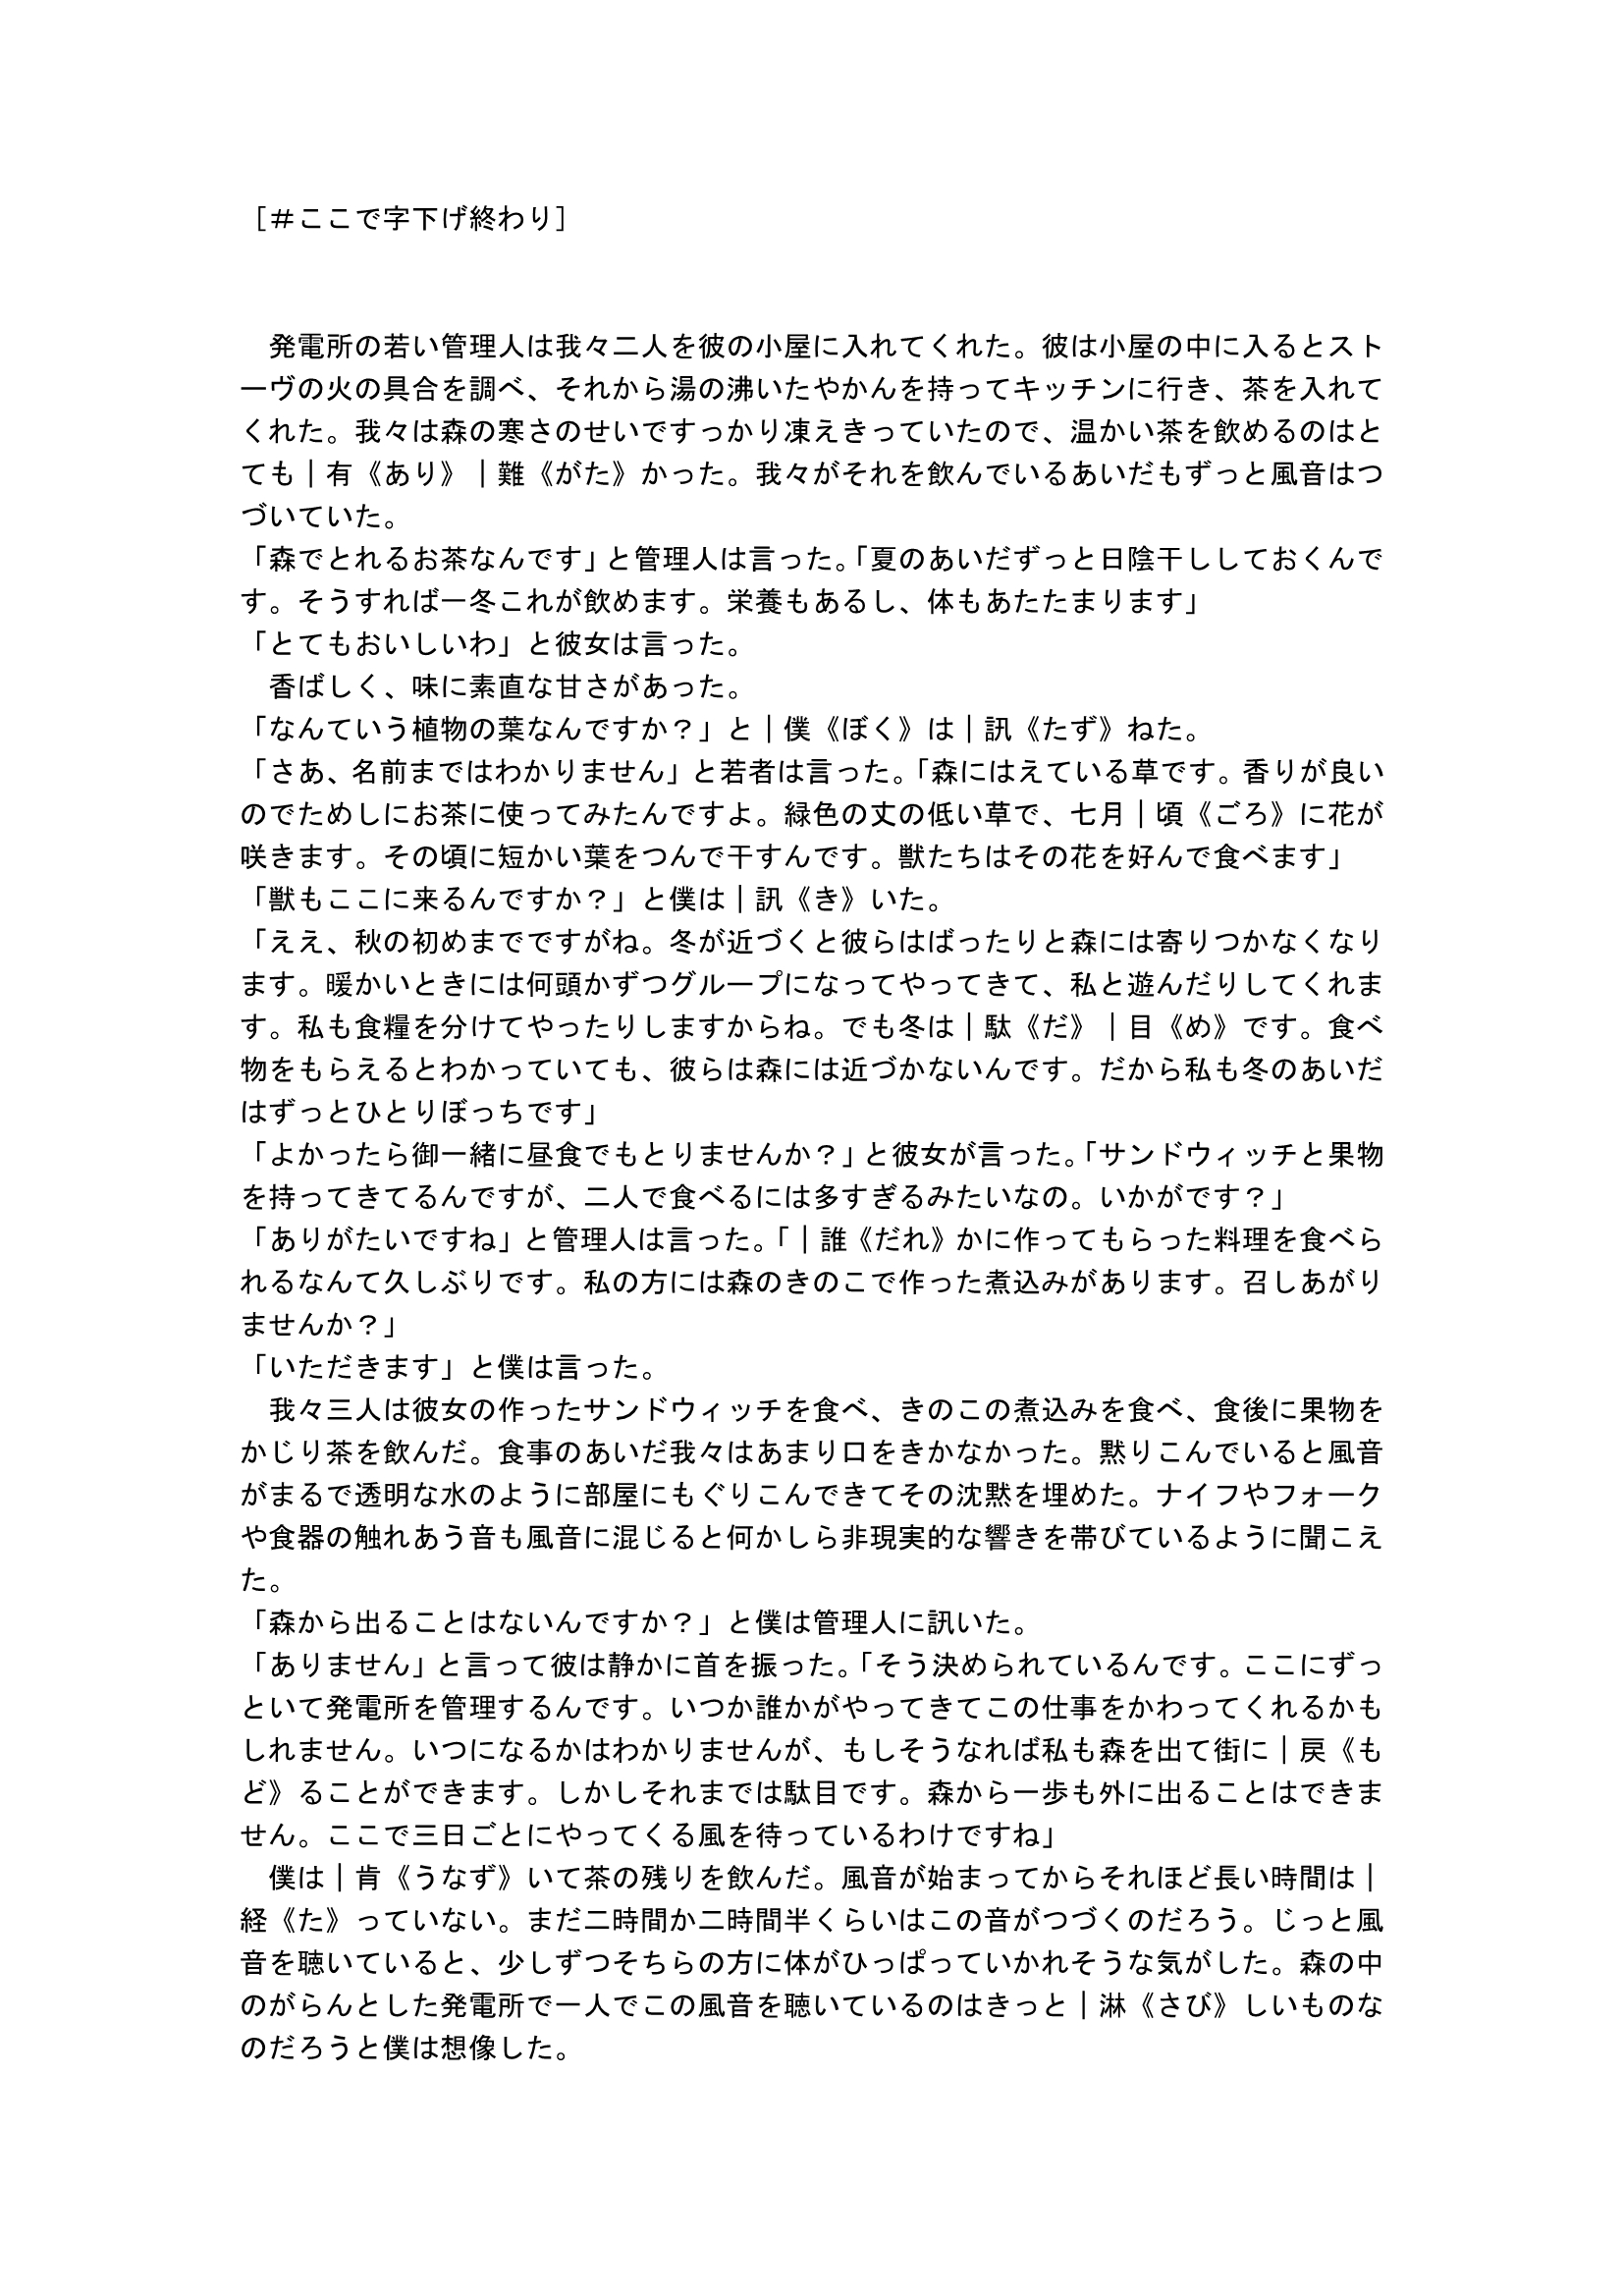 ［＃ここで字下げ終わり］
　発電所の若い管理人は我々二人を彼の小屋に入れてくれた。彼は小屋の中に入るとスト
ーヴの火の具合を調べ、それから湯の沸いたやかんを持ってキッチンに行き、茶を入れて
くれた。我々は森の寒さのせいですっかり凍えきっていたので、温かい茶を飲めるのはと
ても｜有《あり》｜難《がた》かった。我々がそれを飲んでいるあいだもずっと風音はつ
づいていた。
「森でとれるお茶なんです」と管理人は言った。「夏のあいだずっと日陰干ししておくんで
す。そうすれば一冬これが飲めます。栄養もあるし、体もあたたまります」
「とてもおいしいわ」と彼女は言った。
　香ばしく、味に素直な甘さがあった。
「なんていう植物の葉なんですか？」と｜僕《ぼく》は｜訊《たず》ねた。
「さあ、名前まではわかりません」と若者は言った。「森にはえている草です。香りが良い
のでためしにお茶に使ってみたんですよ。緑色の丈の低い草で、七月｜頃《ごろ》に花が
咲きます。その頃に短かい葉をつんで干すんです。獣たちはその花を好んで食べます」
「獣もここに来るんですか？」と僕は｜訊《き》いた。
「ええ、秋の初めまでですがね。冬が近づくと彼らはばったりと森には寄りつかなくなり
ます。暖かいときには何頭かずつグループになってやってきて、私と遊んだりしてくれま
す。私も食糧を分けてやったりしますからね。でも冬は｜駄《だ》｜目《め》です。食べ
物をもらえるとわかっていても、彼らは森には近づかないんです。だから私も冬のあいだ
はずっとひとりぼっちです」
「よかったら御一緒に昼食でもとりませんか？」と彼女が言った。「サンドウィッチと果物
を持ってきてるんですが、二人で食べるには多すぎるみたいなの。いかがです？」
「ありがたいですね」と管理人は言った。「｜誰《だれ》かに作ってもらった料理を食べら
れるなんて久しぶりです。私の方には森のきのこで作った煮込みがあります。召しあがり
ませんか？」
「いただきます」と僕は言った。
　我々三人は彼女の作ったサンドウィッチを食べ、きのこの煮込みを食べ、食後に果物を
かじり茶を飲んだ。食事のあいだ我々はあまり口をきかなかった。黙りこんでいると風音
がまるで透明な水のように部屋にもぐりこんできてその沈黙を埋めた。ナイフやフォーク
や食器の触れあう音も風音に混じると何かしら非現実的な響きを帯びているように聞こえ
た。
「森から出ることはないんですか？」と僕は管理人に訊いた。
「ありません」と言って彼は静かに首を振った。「そう決められているんです。ここにずっ
といて発電所を管理するんです。いつか誰かがやってきてこの仕事をかわってくれるかも
しれません。いつになるかはわかりませんが、もしそうなれば私も森を出て街に｜戻《も
ど》ることができます。しかしそれまでは駄目です。森から一歩も外に出ることはできま
せん。ここで三日ごとにやってくる風を待っているわけですね」
　僕は｜肯《うなず》いて茶の残りを飲んだ。風音が始まってからそれほど長い時間は｜
経《た》っていない。まだ二時間か二時間半くらいはこの音がつづくのだろう。じっと風
音を聴いていると、少しずつそちらの方に体がひっぱっていかれそうな気がした。森の中
のがらんとした発電所で一人でこの風音を聴いているのはきっと｜淋《さび》しいものな
のだろうと僕は想像した。